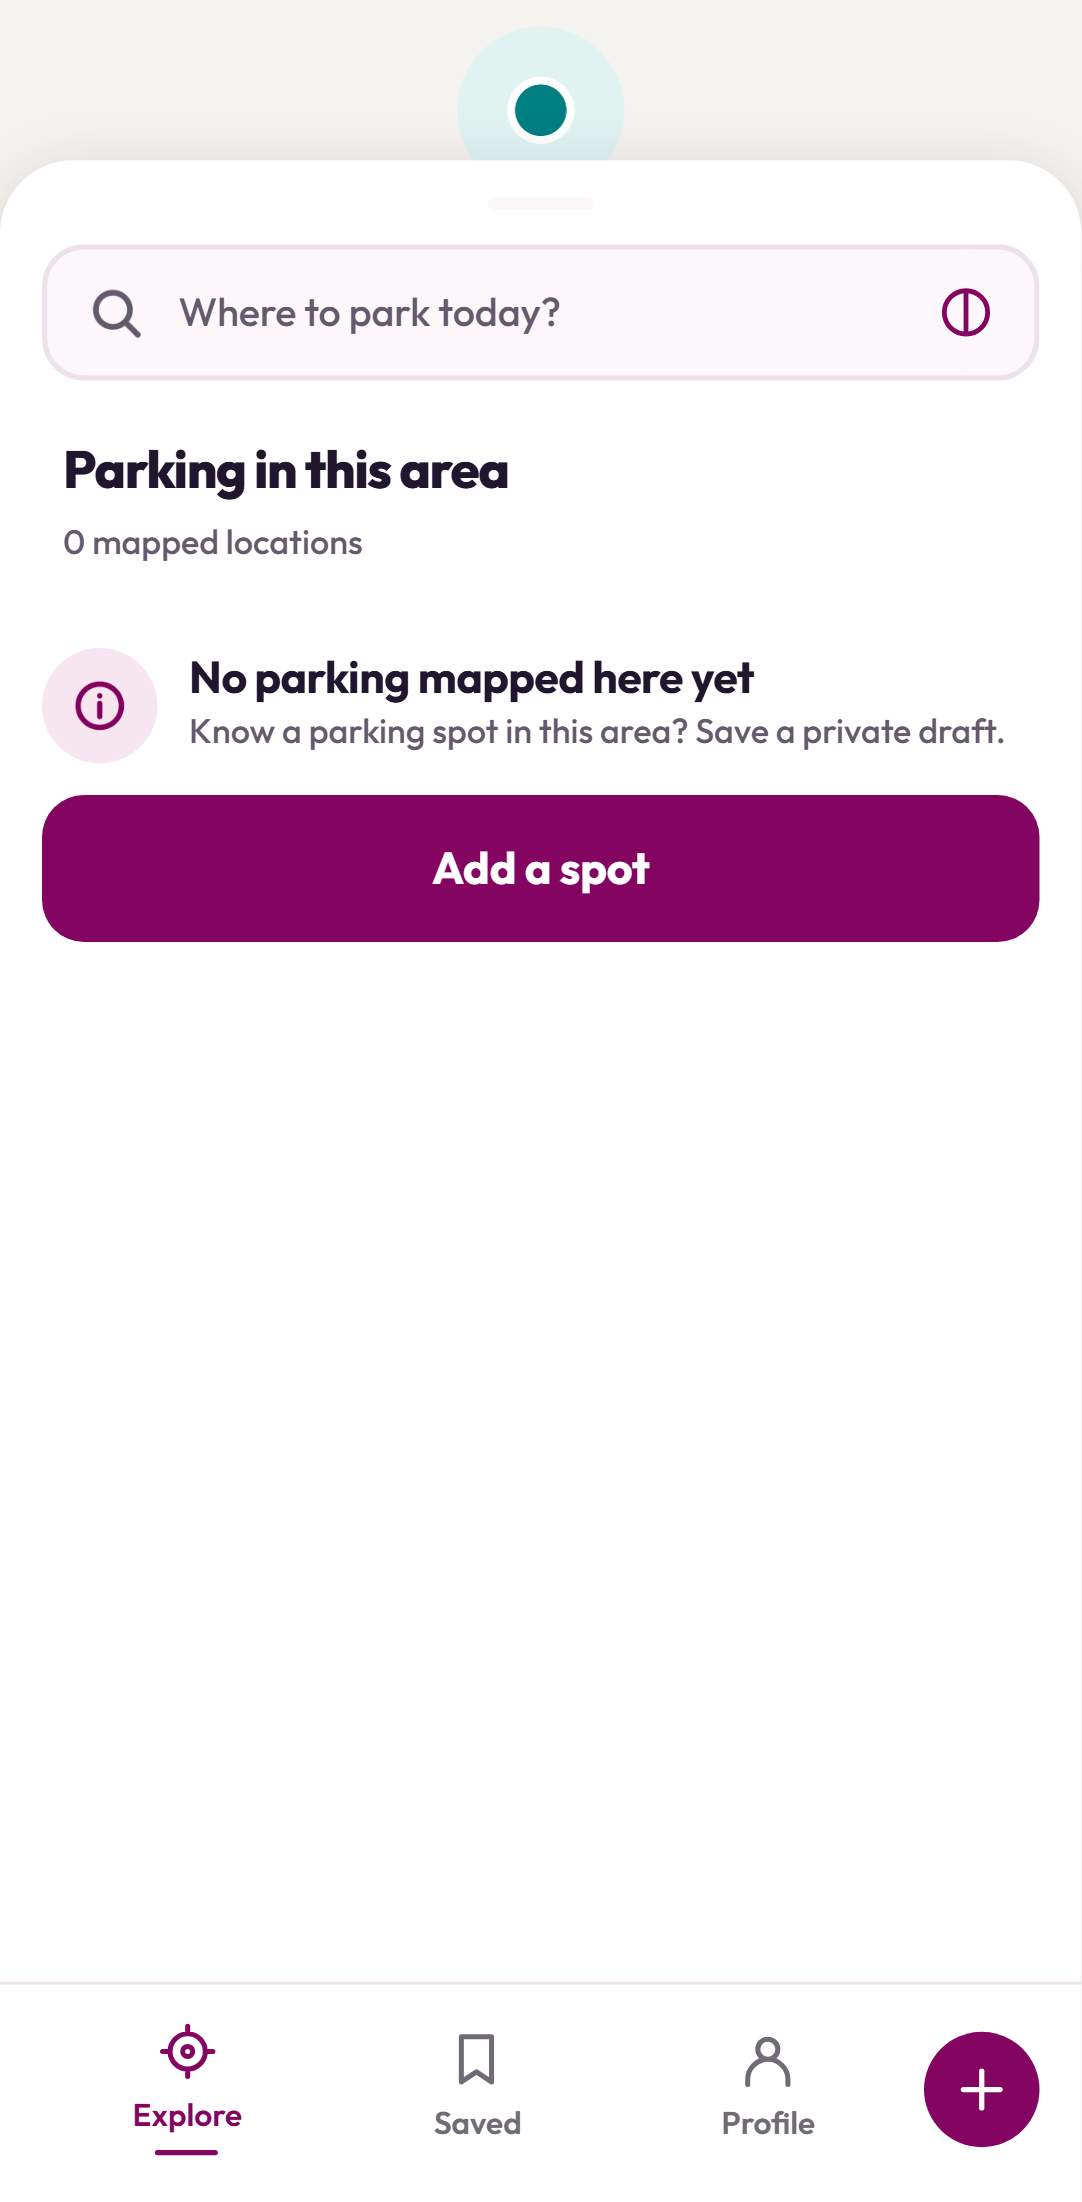 Where to park today?
Parking in this area
0 mapped locations
No parking mapped here yet
Know a parking spot in this area? Save a private draft.
Add a spot
Explore
Saved
Profile